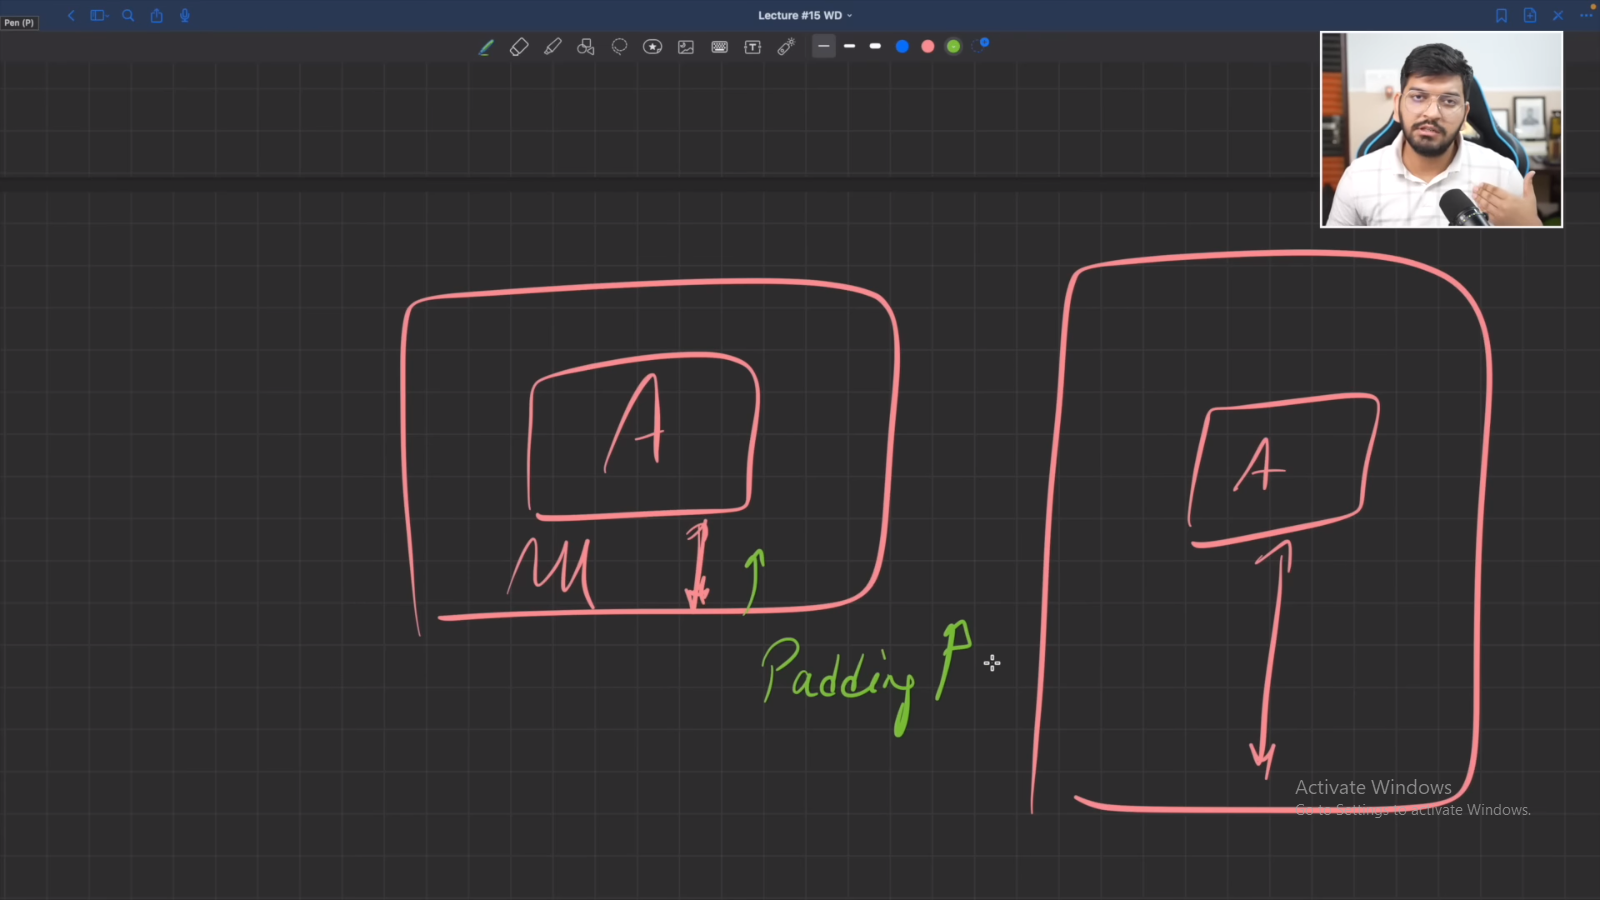 Lecture #15 WD
Pen (P)
T
A
A
Padding
Activate Windows
Go to Settings to activate Windows.